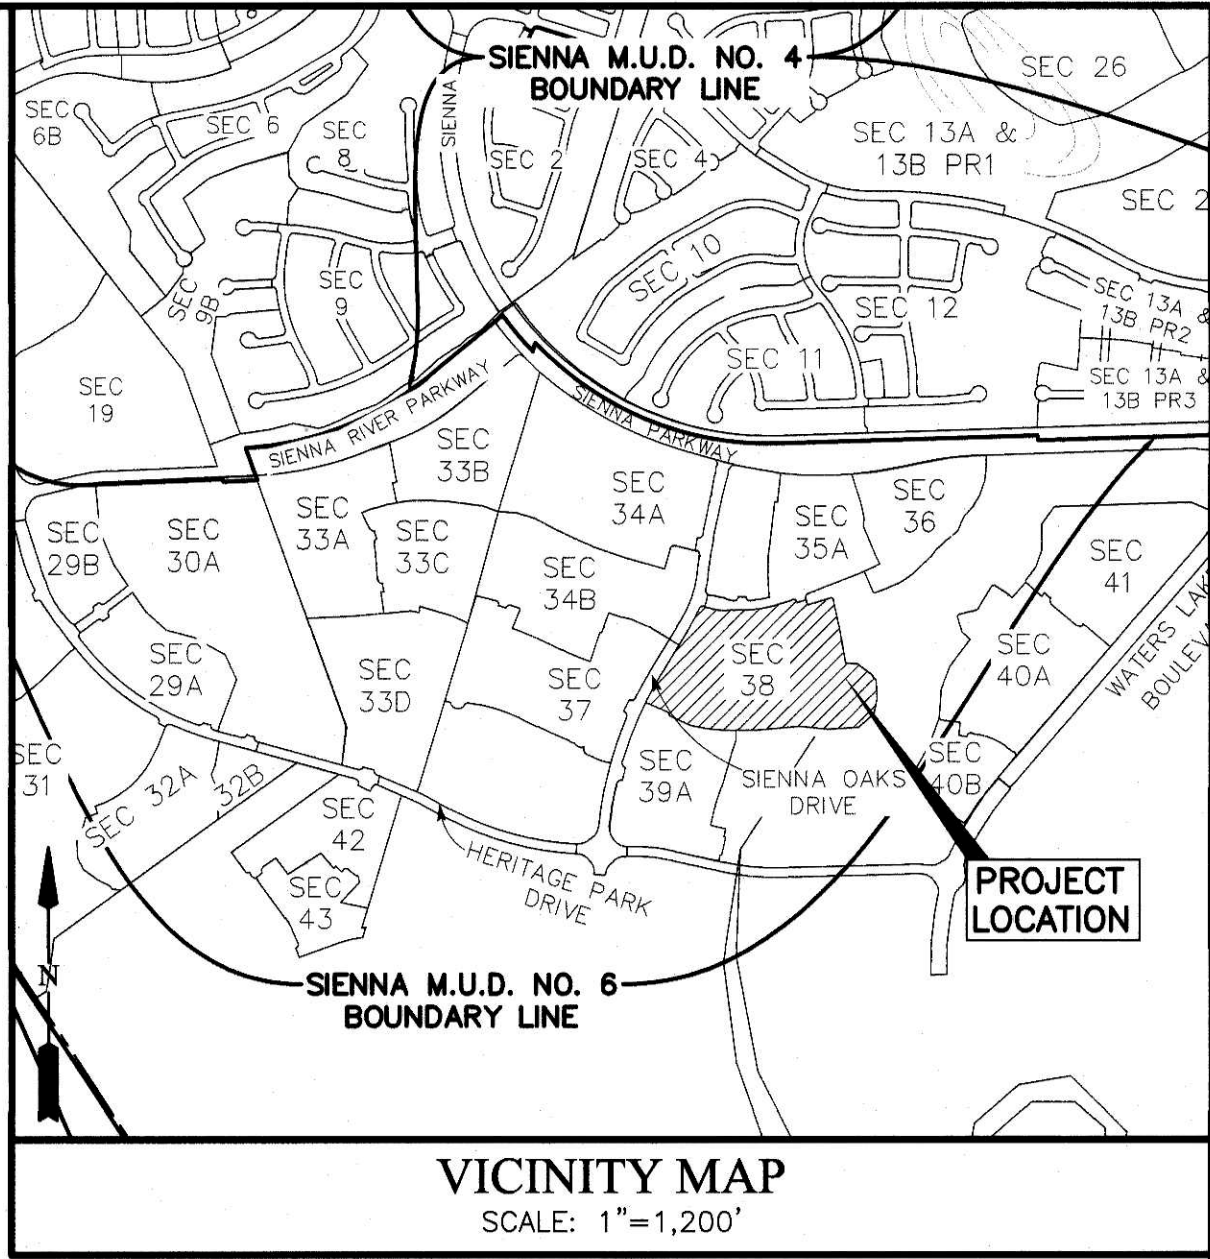 SIENNA M.U.D. NO. 4
BOUNDARY LINE
SIENNA
SEC 26
SEC
6B
SEC 6
SEC
8
SEC 2
SEC 4
SEC 13A &
13B PR1
SEC 2
SEC
9B
SEC
9
SEC 10
SEC 12
SEC 13A &
13B PR2
SEC 11
SEC 13A &
13B PR3
SEC
19
SIENNA RIVER PARKWAY
SIENNA PARKWAY
SEC
33B
SEC
34A
SEC
36
SEC
29B
SEC
30A
SEC
33A
SEC
33C
SEC
35A
SEC
41
SEC
34B
WATERS LAKE
BOULEVA
SEC
29A
SEC
33D
SEC
37
SEC
38
SEC
40A
SEC
31
SEC 32A
32B
SEC
39A
SIENNA OAKS
DRIVE
SEC
40B
SEC
42
SEC
43
HERITAGE PARK
DRIVE
PROJECT
LOCATION
N
SIENNA M.U.D. NO. 6
BOUNDARY LINE
VICINITY MAP
SCALE: 1"=1,200'